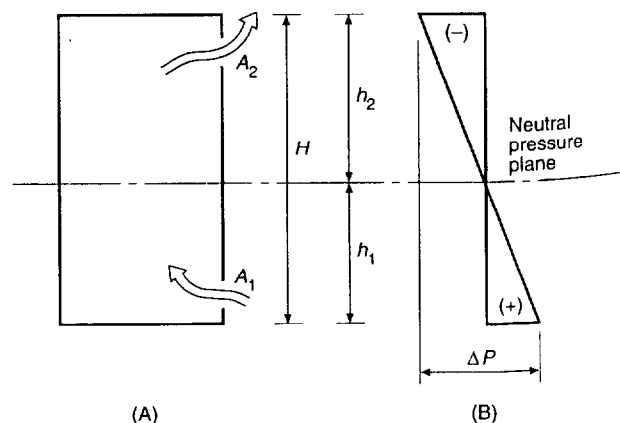 A₂
(–)
h₂
H
Neutral
pressure
plane
h₁
A₁
(+)
ΔP
(A)
(B)